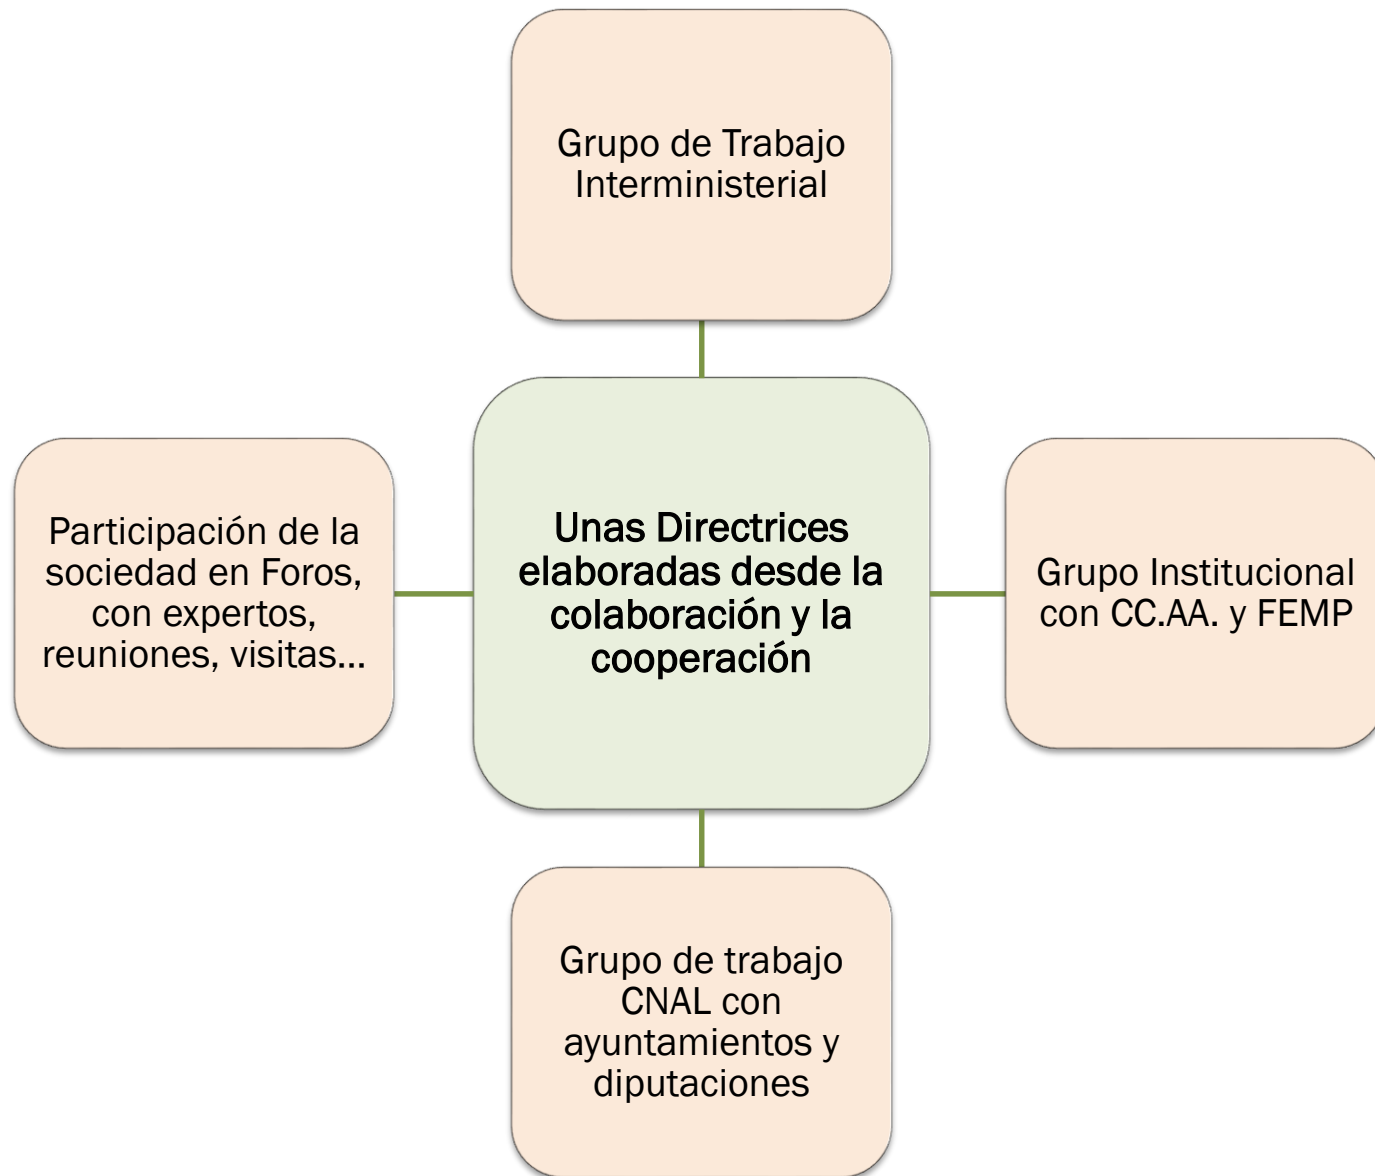 Grupo de Trabajo
Interministerial
Participación de la
sociedad en Foros,
con expertos,
reuniones, visitas...
Unas Directrices
elaboradas desde la
colaboración y la
cooperación
Grupo Institucional
con CC.AA. y FEMP
Grupo de trabajo
CNAL con
ayuntamientos y
diputaciones